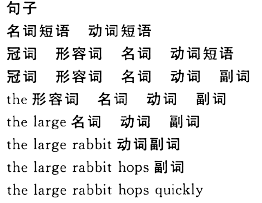 句子
名词短语 动词短语
冠词 形容词 名词 动词短语
冠词 形容词 名词 动词 副词
the 形容词 名词 动词 副词
the large 名词 动词 副词
the large rabbit 动词副词
the large rabbit hops 副词
the large rabbit hops quickly